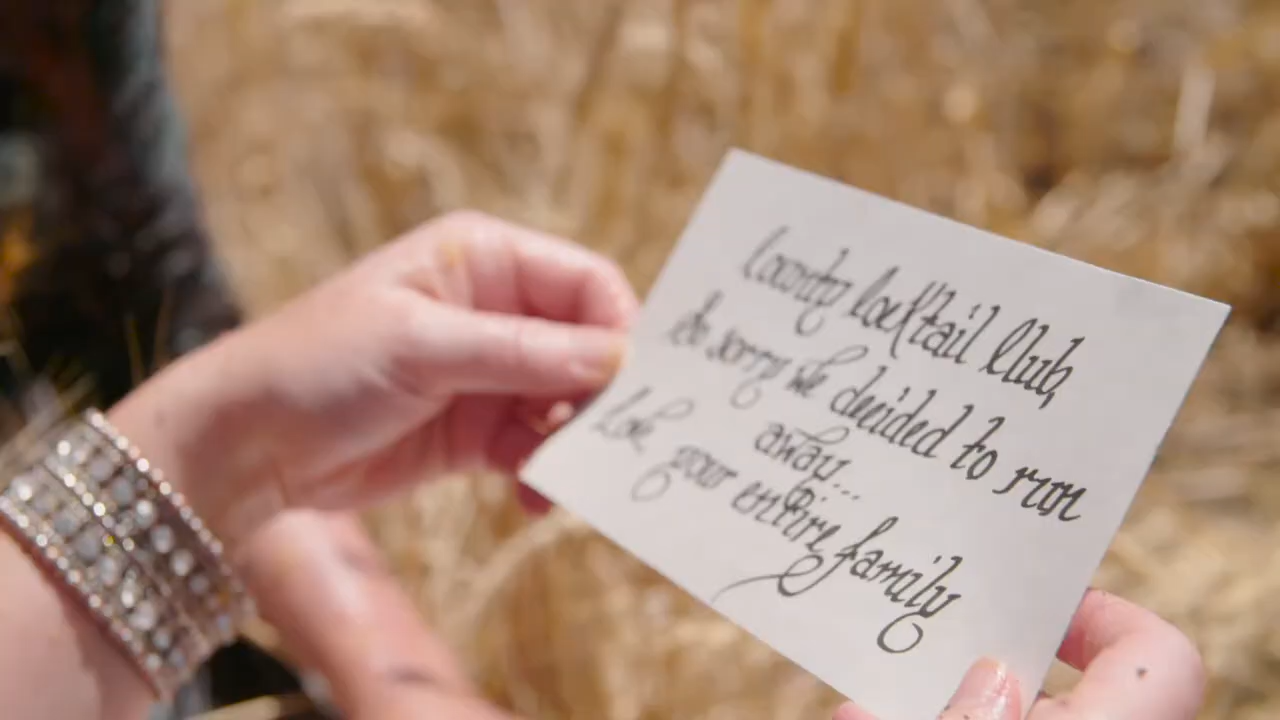 Country Cocktail Club,
So sorry we decided to run
away...
Love, your entire family